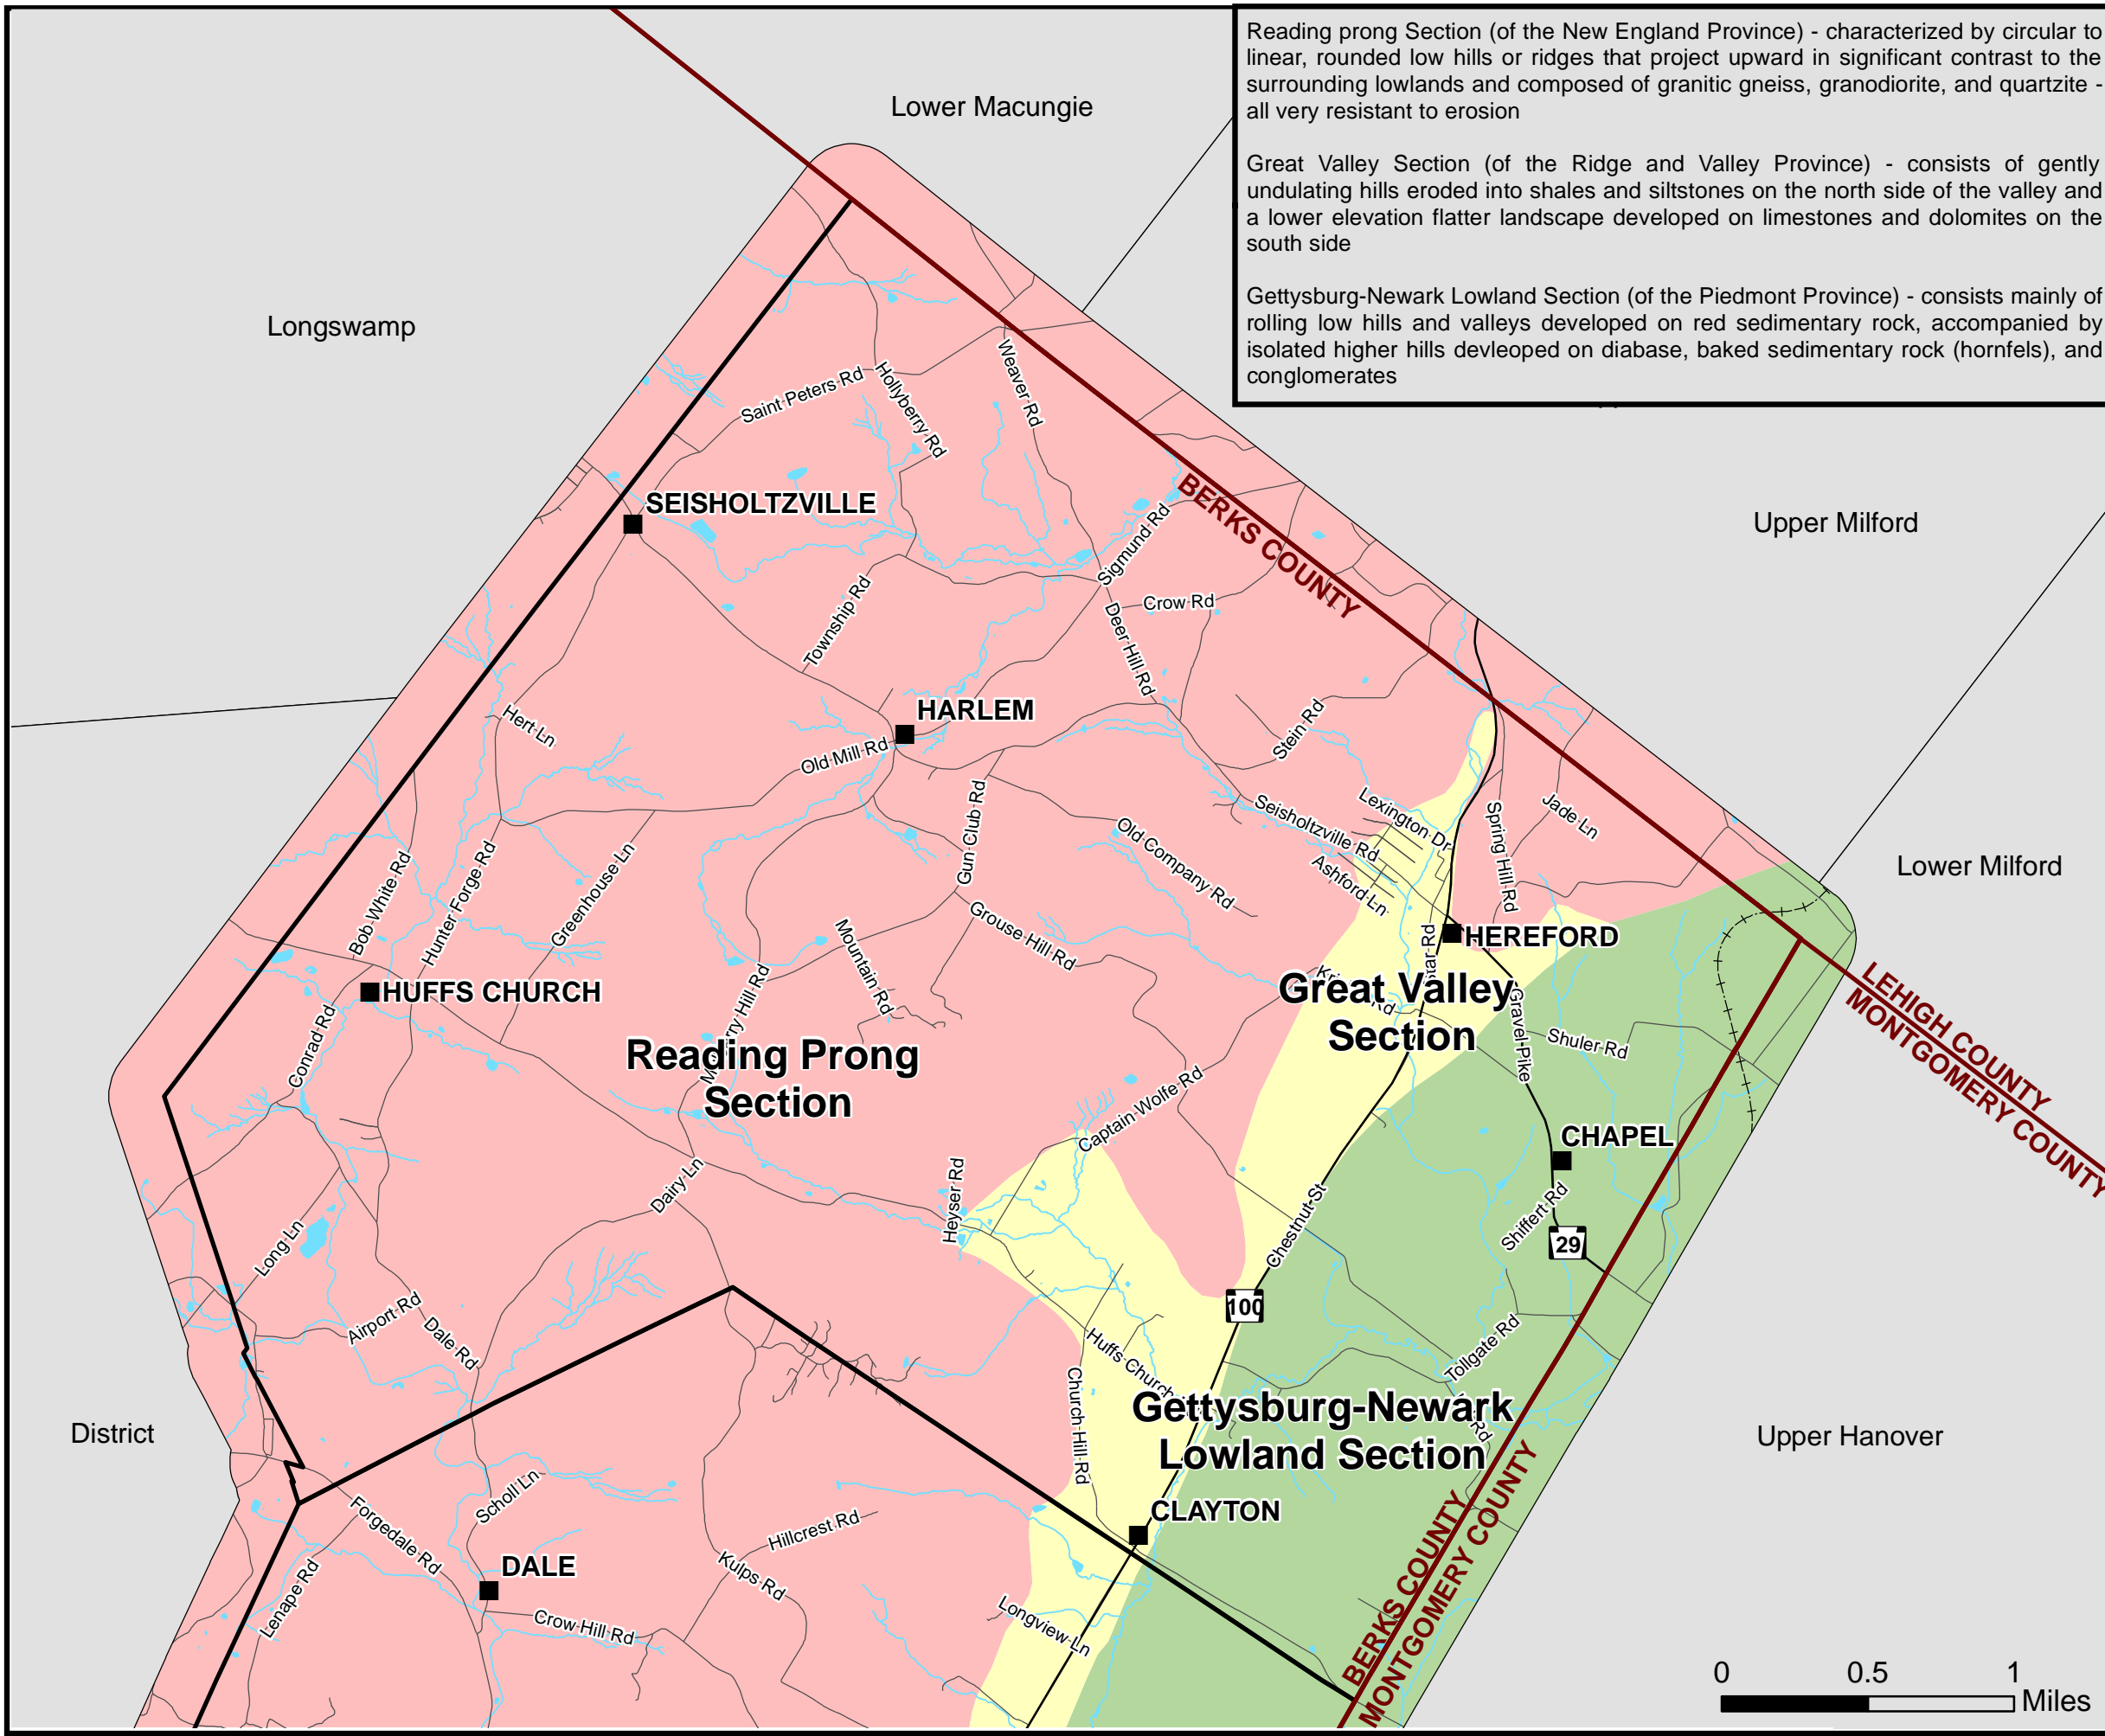 Reading prong Section (of the New England Province) - characterized by circular to
linear, rounded low hills or ridges that project upward in significant contrast to the
surrounding lowlands and composed of granitic gneiss, granodiorite, and quartzite -
all very resistant to erosion
Great Valley Section (of the Ridge and Valley Province) - consists of gently
undulating hills eroded into shales and siltstones on the north side of the valley and
a lower elevation flatter landscape developed on limestones and dolomites on the
south side
Gettysburg-Newark Lowland Section (of the Piedmont Province) - consists mainly of
rolling low hills and valleys developed on red sedimentary rock, accompanied by
isolated higher hills devleoped on diabase, baked sedimentary rock (hornfels), and
conglomerates
Lower Macungie
Longswamp
Weaver Rd
Saint Peters Rd
Hollyberry Rd
SEISHOLTZVILLE
BERKS COUNTY
Upper Milford
Sigmund Rd
Township Rd
Crow Rd
Deer Hill Rd
HARLEM
Hert Ln
Old Mill Rd
Stein Rd
Gun Club Rd
Seisholtzville Rd
Lexington Dr
Spring Hill Rd
Jade Ln
Old Company Rd
Ashford Ln
Lower Milford
Bob White Rd
Hunter Forge Rd
Greenhouse Ln
Grouse Hill Rd
Mountain Rd
HEREFORD
HUFFS CHURCH
Great Valley
Section
Rd
Gravel Pike
Shuler Rd
LEHIGH COUNTY
MONTGOMERY COUNTY
Conrad Rd
Hill Rd
Reading Prong
Section
Captain Wolfe Rd
CHAPEL
Dairy Ln
Heyser Rd
Long Ln
Chestnut St
Shiffert Rd
29
100
Airport Rd
Dale Rd
Huffs Church
Tollgate Rd
Church Hill Rd
Gettysburg-Newark
Lowland Section
Rd
District
Upper Hanover
Scholl Ln
Forgedale Rd
CLAYTON
Hillcrest Rd
Kulps Rd
DALE
Lenape Rd
Crow Hill Rd
Longview Ln
BERKS COUNTY
MONTGOMERY COUNTY
0 0.5 1
Miles